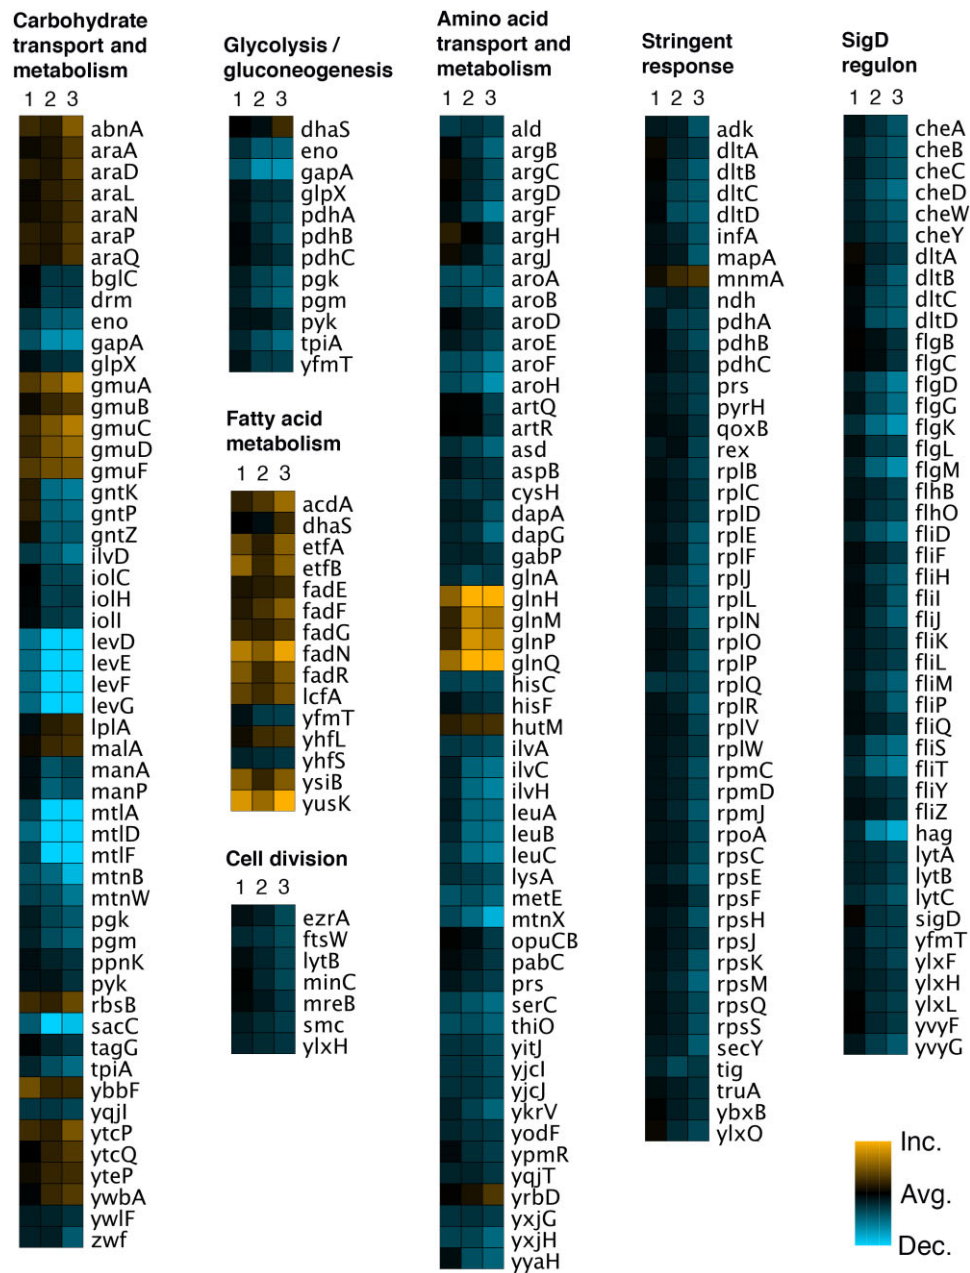 Carbohydrate
transport and
metabolism
1 2 3
abnA
araA
araD
araL
araN
araP
araQ
bglC
drm
eno
gapA
glpX
gmuA
gmuB
gmuC
gmuD
gmuF
gntK
gntP
gntZ
ilvD
iolC
iolH
iolI
levD
levE
levF
levG
lplA
malA
manA
manP
mtlA
mtlD
mtlF
mtnB
mtnW
pgk
pgm
ppnK
pyk
rbsB
sacC
tagG
tpiA
ybbF
yqjI
ytcP
ytcQ
yteP
ywbA
ywlF
zwf
Glycolysis /
gluconeogenesis
1 2 3
dhaS
eno
gapA
glpX
pdhA
pdhB
pdhC
pgk
pgm
pyk
tpiA
yfmT
Fatty acid
metabolism
1 2 3
acdA
dhaS
etfA
etfB
fadE
fadF
fadG
fadN
fadR
lcfA
yfmT
yhfL
yhfS
ysiB
yusK
Cell division
1 2 3
ezrA
ftsW
lytB
minC
mreB
smc
ylxH
Amino acid
transport and
metabolism
1 2 3
ald
argB
argC
argD
argF
argH
argJ
aroA
aroB
aroD
aroE
aroF
aroH
artQ
artR
asd
aspB
cysH
dapA
dapG
gabP
glnA
glnH
glnM
glnP
glnQ
hisC
hisF
hutM
ilvA
ilvC
ilvH
leuA
leuB
leuC
lysA
metE
mtnX
opuCB
pabC
prs
serC
thiO
yitJ
yjcI
yjcJ
ykrV
yodF
ypmR
yqjT
yrbD
yxjG
yxjH
yyaH
Stringent
response
1 2 3
adk
dltA
dltB
dltC
dltD
infA
mapA
mnmA
ndh
pdhA
pdhB
pdhC
prs
pyrH
qoxB
rex
rplB
rplC
rplD
rplE
rplF
rplJ
rplL
rplN
rplO
rplP
rplQ
rplR
rplV
rplW
rpmC
rpmD
rpmJ
rpoA
rpsC
rpsE
rpsF
rpsH
rpsJ
rpsK
rpsM
rpsQ
rpsS
secY
tig
truA
ybxB
ylxO
SigD
regulon
1 2 3
cheA
cheB
cheC
cheD
cheW
cheY
dltA
dltB
dltC
dltD
flgB
flgC
flgD
flgG
flgK
flgL
flgM
flhB
flhO
fliD
fliF
fliH
fliI
fliJ
fliK
fliL
fliM
fliP
fliQ
fliS
fliT
fliY
fliZ
hag
lytA
lytB
lytC
sigD
yfmT
ylxF
ylxH
ylxL
yvyF
yvyG
Inc.
Avg.
Dec.